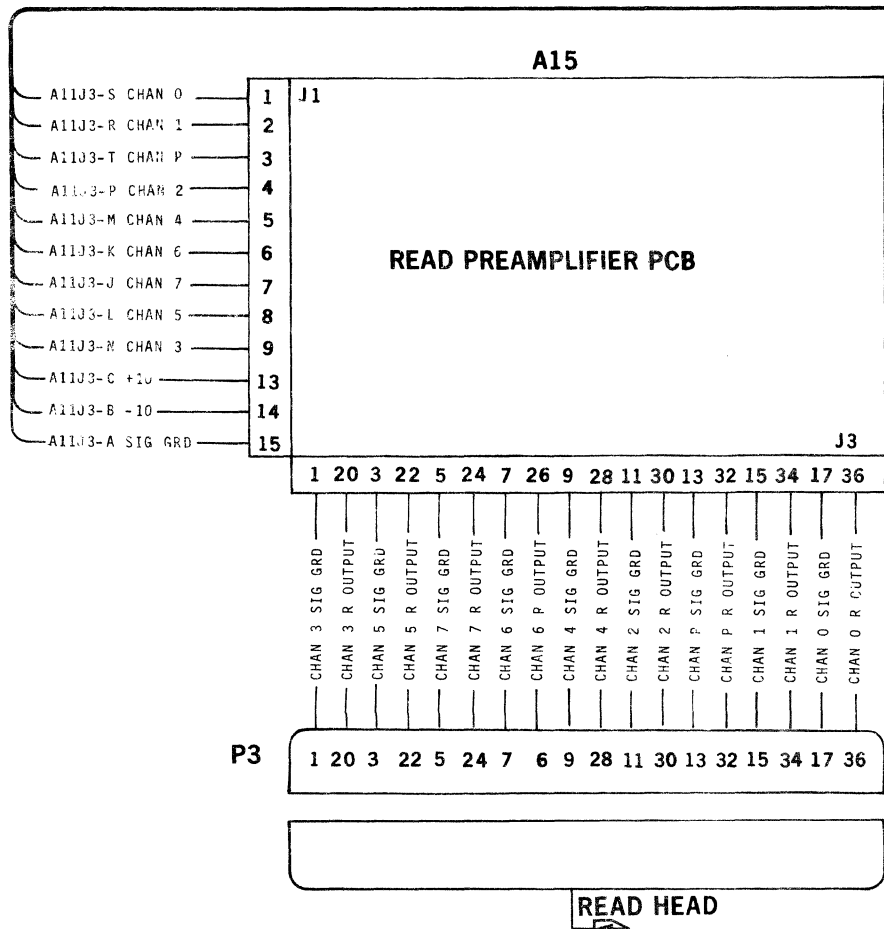 A15
J1
A11J3-S CHAN 0 1
A11J3-R CHAN 1 2
A11J3-T CHAN P 3
A11J3-P CHAN 2 4
A11J3-M CHAN 4 5
A11J3-K CHAN 6 6
A11J3-J CHAN 7 7
A11J3-L CHAN 5 8
A11J3-N CHAN 3 9
A11J3-C +10 13
A11J3-B -10 14
A11J3-A SIG GRD 15
READ PREAMPLIFIER PCB
J3
1 20 3 22 5 24 7 26 9 28 11 30 13 32 15 34 17 36
CHAN 3 SIG GRD
CHAN 3 R OUTPUT
CHAN 5 SIG GRD
CHAN 5 R OUTPUT
CHAN 7 SIG GRD
CHAN 7 R OUTPUT
CHAN 6 SIG GRD
CHAN 6 R OUTPUT
CHAN 4 SIG GRD
CHAN 4 R OUTPUT
CHAN 2 SIG GRD
CHAN 2 R OUTPUT
CHAN P SIG GRD
CHAN P R OUTPUT
CHAN 1 SIG GRD
CHAN 1 R OUTPUT
CHAN 0 SIG GRD
CHAN 0 R OUTPUT
P3
1 20 3 22 5 24 7 6 9 28 11 30 13 32 15 34 17 36
READ HEAD